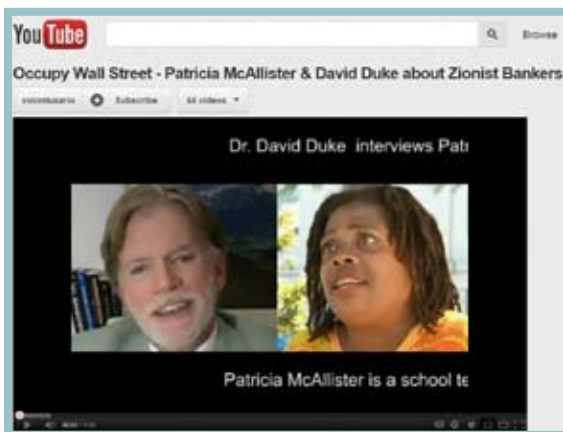 YouTube
Browse
Occupy Wall Street - Patricia McAllister & David Duke about Zionist Bankers
Subscribe
44 videos
Dr. David Duke interviews Patr
Patricia McAllister is a school te